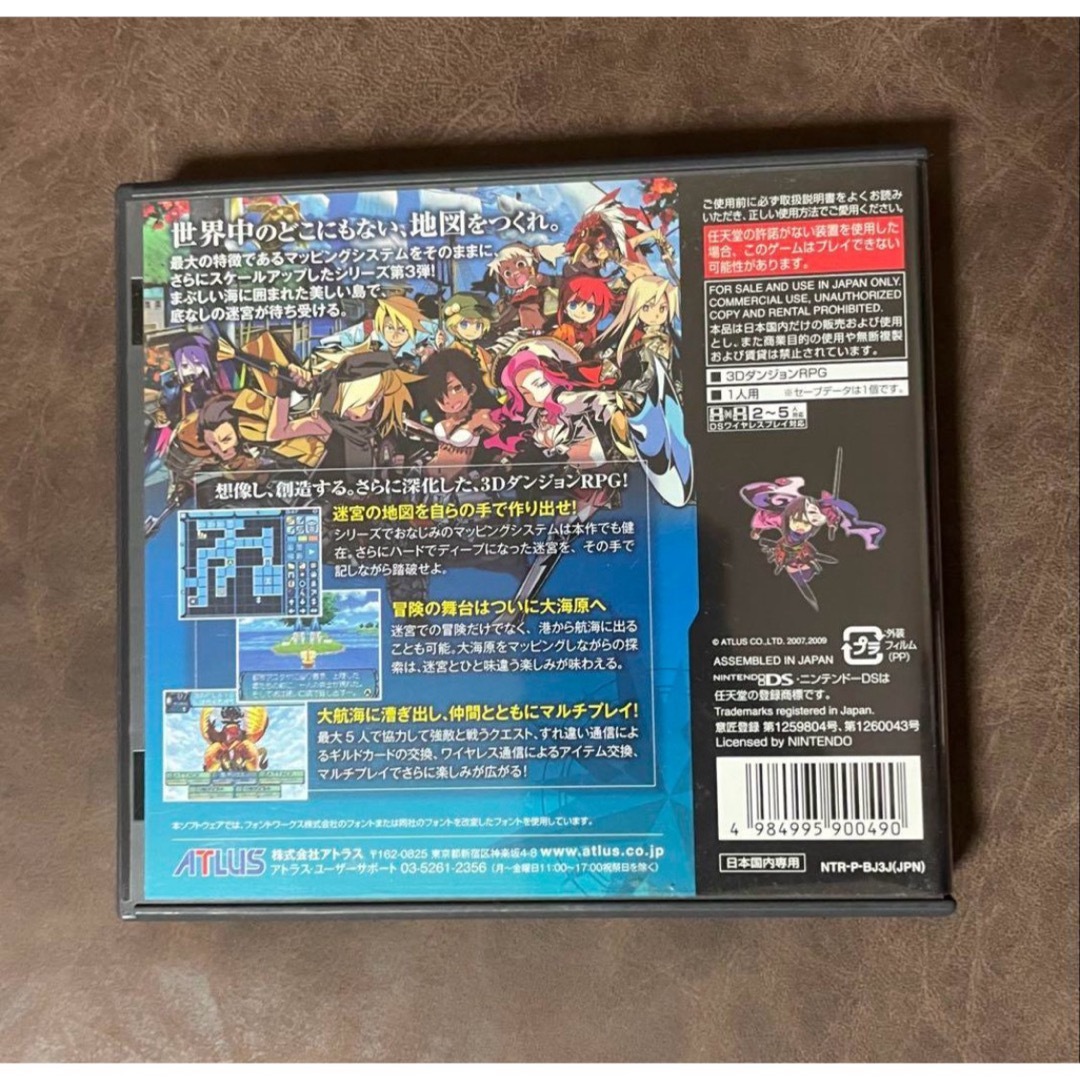 世界中のどこにもない、地図をつくれ。
最大の特徴であるマッピングシステムをそのままに、
さらにスケールアップしたシリーズ第3弾!
まぶしい海に囲まれた美しい島で、
底なしの迷宮が待ち受ける。
想像し、創造する。さらに深化した、3DダンジョンRPG!
迷宮の地図を自らの手で作り出せ!
シリーズでおなじみのマッピングシステムは本作でも健
在。さらにハードでディープになった迷宮を、その手で
記しながら踏破せよ。
冒険の舞台はついに大海原へ
迷宮での冒険だけでなく、港から航海に出る
ことも可能。大海原をマッピングしながらの探
索は、迷宮とひと味違う楽しみが味わえる。
大航海に漕ぎ出し、仲間とともにマルチプレイ!
最大5人で協力して強敵と戦うクエスト、すれ違い通信によ
るギルドカードの交換、ワイヤレス通信によるアイテム交換、
マルチプレイでさらに楽しみが広がる!
本ソフトウェアでは、フォントワークス株式会社のフォントまたは同社のフォントを改変したフォントを使用しています。
ATLUS 株式会社アトラス 〒162-0825 東京都新宿区神楽坂4-8 www.atlus.co.jp
アトラス・ユーザーサポート 03-5261-2356 (月〜金曜日11:00〜17:00祝祭日を除く)
ご使用前に必ず取扱説明書をよくお読み
いただき、正しい使用方法でご愛用ください。
任天堂の許諾がない装置を使用した
場合、このゲームはプレイできない
可能性があります。
FOR SALE AND USE IN JAPAN ONLY.
COMMERCIAL USE, UNAUTHORIZED
COPY AND RENTAL PROHIBITED.
本品は日本国内だけの販売および使用
とし、また商業目的の使用や無断複製
および賃貸は禁止されています。
■ 3DダンジョンRPG
■ 1人用 ※セーブデータは1個です。
2〜5人対応
DSワイヤレスプレイ対応
© ATLUS CO.,LTD. 2007,2009
ASSEMBLED IN JAPAN
プラ 外装
フィルム
(PP)
NINTENDO DS・ニンテンドーDSは
任天堂の登録商標です。
Trademarks registered in Japan.
意匠登録 第1259804号、第1260043号
Licensed by NINTENDO
4 984995 900490
日本国内専用 NTR-P-BJ3J(JPN)